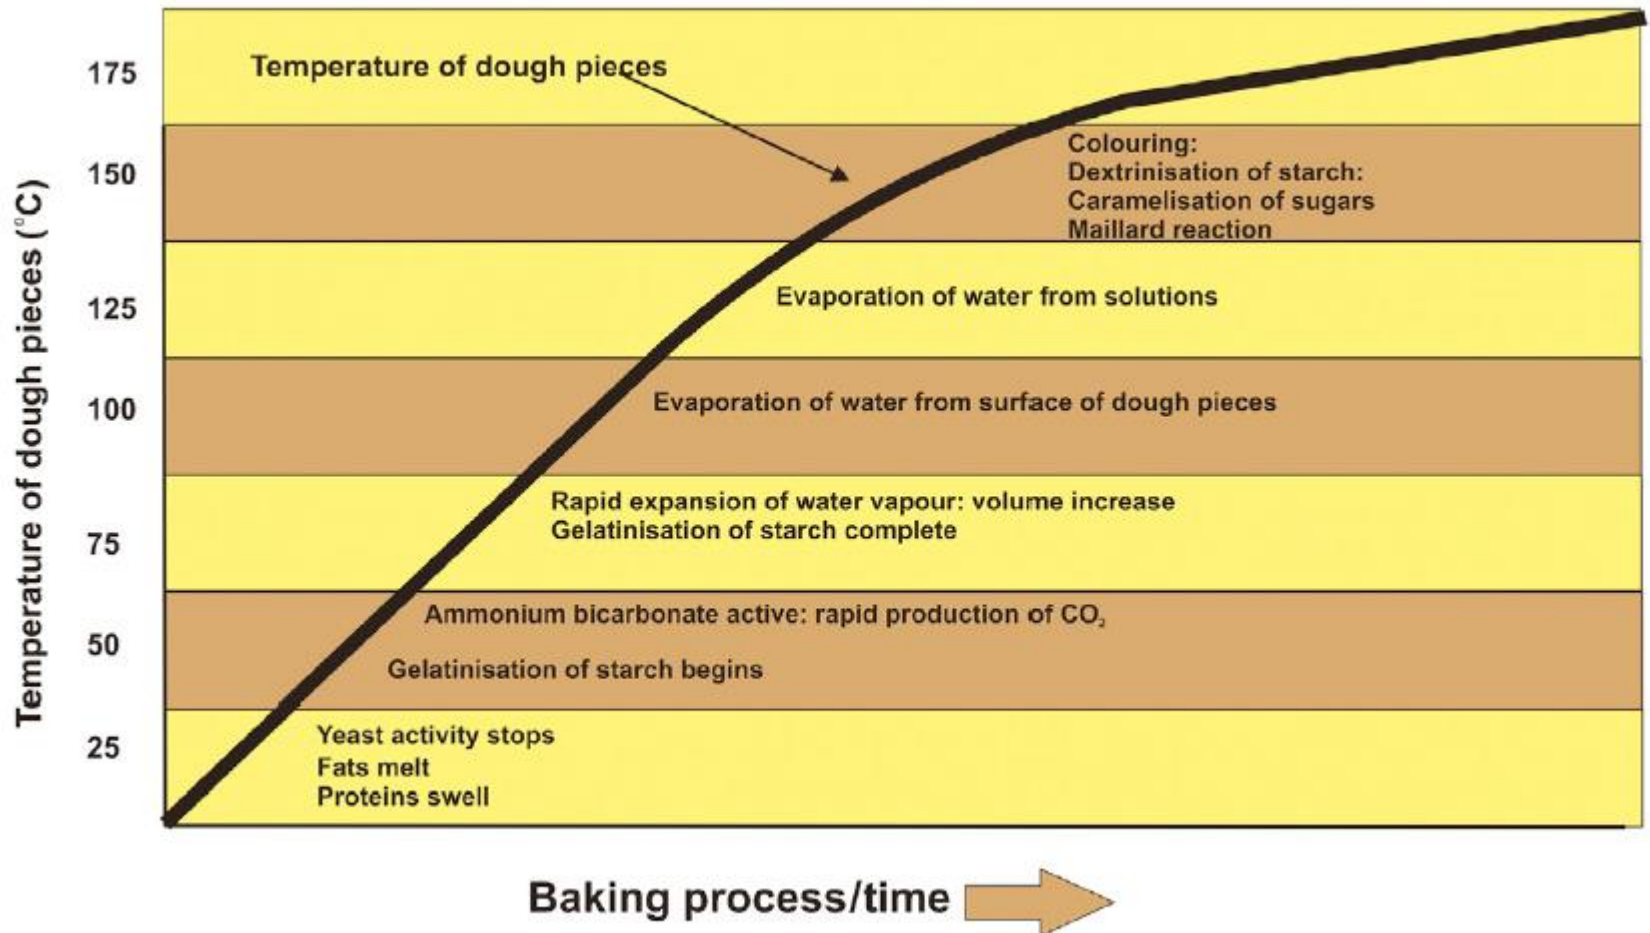 Temperature of dough pieces (°C)
175
150
125
100
75
50
25
Temperature of dough pieces
Colouring:
Dextrinisation of starch:
Caramelisation of sugars
Maillard reaction
Evaporation of water from solutions
Evaporation of water from surface of dough pieces
Rapid expansion of water vapour: volume increase
Gelatinisation of starch complete
Ammonium bicarbonate active: rapid production of CO₂
Gelatinisation of starch begins
Yeast activity stops
Fats melt
Proteins swell
Baking process/time